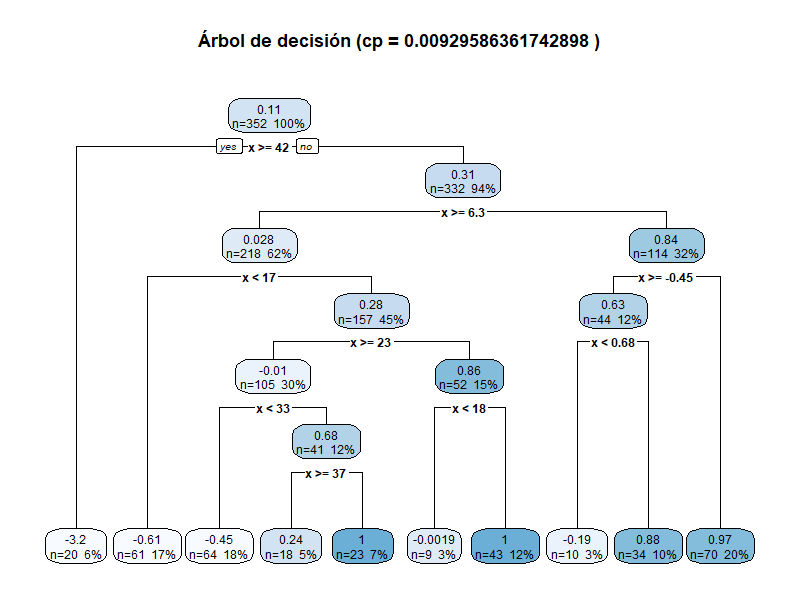 Árbol de decisión (cp = 0.00929586361742898 )
0.11
n=352 100%
yes x >= 42 no
0.31
n=332 94%
x >= 6.3
0.028
n=218 62%
0.84
n=114 32%
x < 17
x >= -0.45
0.28
n=157 45%
0.63
n=44 12%
x >= 23
x < 0.68
-0.01
n=105 30%
0.86
n=52 15%
x < 33
x < 18
0.68
n=41 12%
x >= 37
-3.2
n=20 6%
-0.61
n=61 17%
-0.45
n=64 18%
0.24
n=18 5%
1
n=23 7%
-0.0019
n=9 3%
1
n=43 12%
-0.19
n=10 3%
0.88
n=34 10%
0.97
n=70 20%